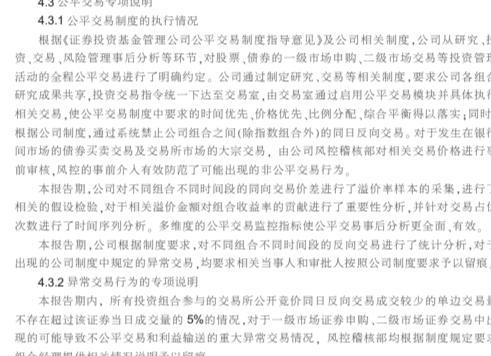 4.3公平交易专项说明
4.3.1公平交易制度的执行情况
根据《证券投资基金管理公司公平交易制度指导意见》及公司相关制度，公司从研究、投
资、交易、风险管理事后分析等环节，对股票、债券的一级市场申购、二级市场交易等投资管理
活动的全程公平交易进行了明确约定。公司通过制定研究、交易等相关制度，要求公司各组合
研究成果共享，投资交易指令统一下达至交易室，由交易室通过启用公平交易模块并具体执行
相关交易，使公平交易制度中要求的时间优先、价格优先、比例分配、综合平衡得以落实；同时，
根据公司制度，通过系统禁止公司组合之间（除指数组合外）的同日反向交易。对于发生在银行
间市场的债券买卖交易及交易所市场的大宗交易，由公司风控稽核部对相关交易价格进行事
前审核，风控的事前介入有效防范了可能出现的非公平交易行为。
本报告期，公司对不同组合不同时间段的同向交易价差进行了溢价率样本的采集，进行了
相关的假设检验，对于相关溢价金额对组合收益率的贡献进行了重要性分析，并针对交易占优
次数进行了时间序列分析。多维度的公平交易监控指标使公平交易事后分析更全面、有效。
本报告期，公司根据制度要求，对不同组合不同时间段的反向交易进行了统计分析，对于
出现的公司制度中规定的异常交易，均要求相关当事人和审批人按照公司制度要求予以留痕。
4.3.2异常交易行为的专项说明
本报告期内，所有投资组合参与的交易所公开竞价同日反向交易成交较少的单边交易量
不存在超过该证券当日成交量的5%的情况，对于一级市场证券申购、二级市场证券交易中出
现的可能导致不公平交易和利益输送的重大异常交易情况，风控稽核部均根据制度规定要求
组合经理提供相关情况说明予以留痕